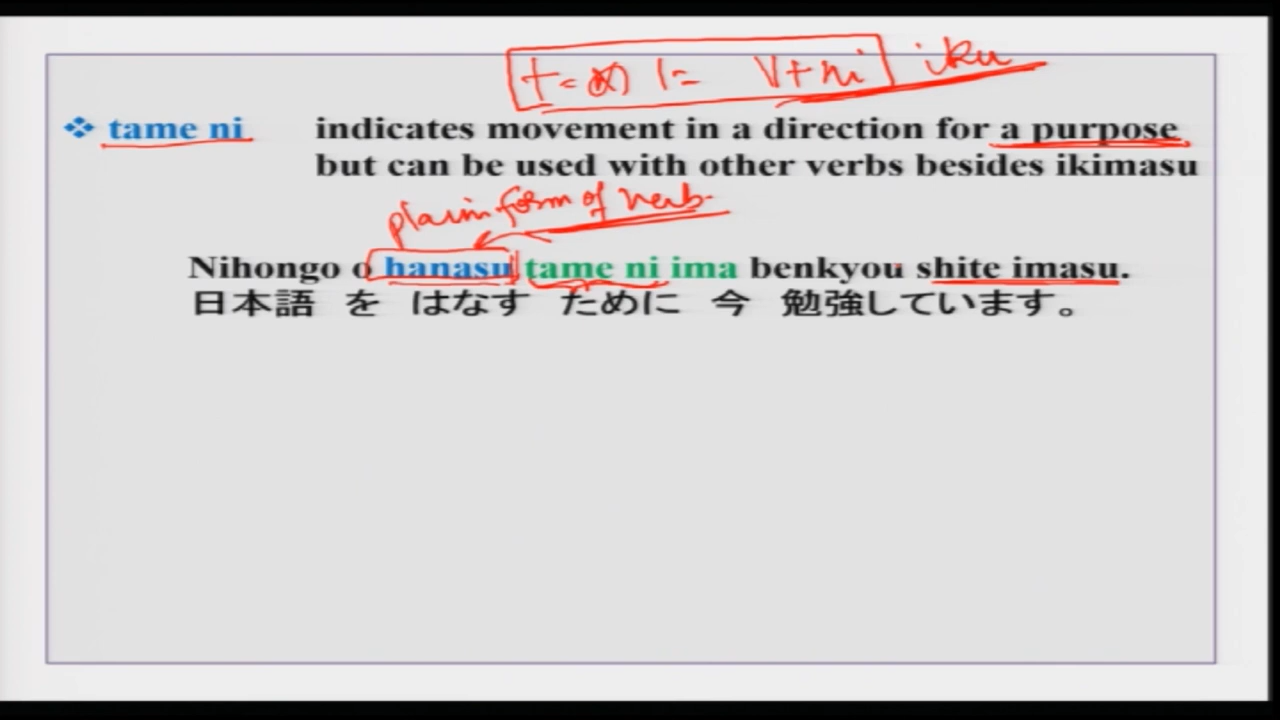 ために V+ni iku
❖ tame ni indicates movement in a direction for a purpose
but can be used with other verbs besides ikimasu
plain form of verb.
Nihongo o hanasu tame ni ima benkyou shite imasu.
日本語 を はなす ために 今 勉強しています。